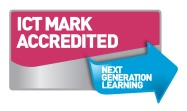 ICT MARK
ACCREDITED
NEXT
GENERATION
LEARNING